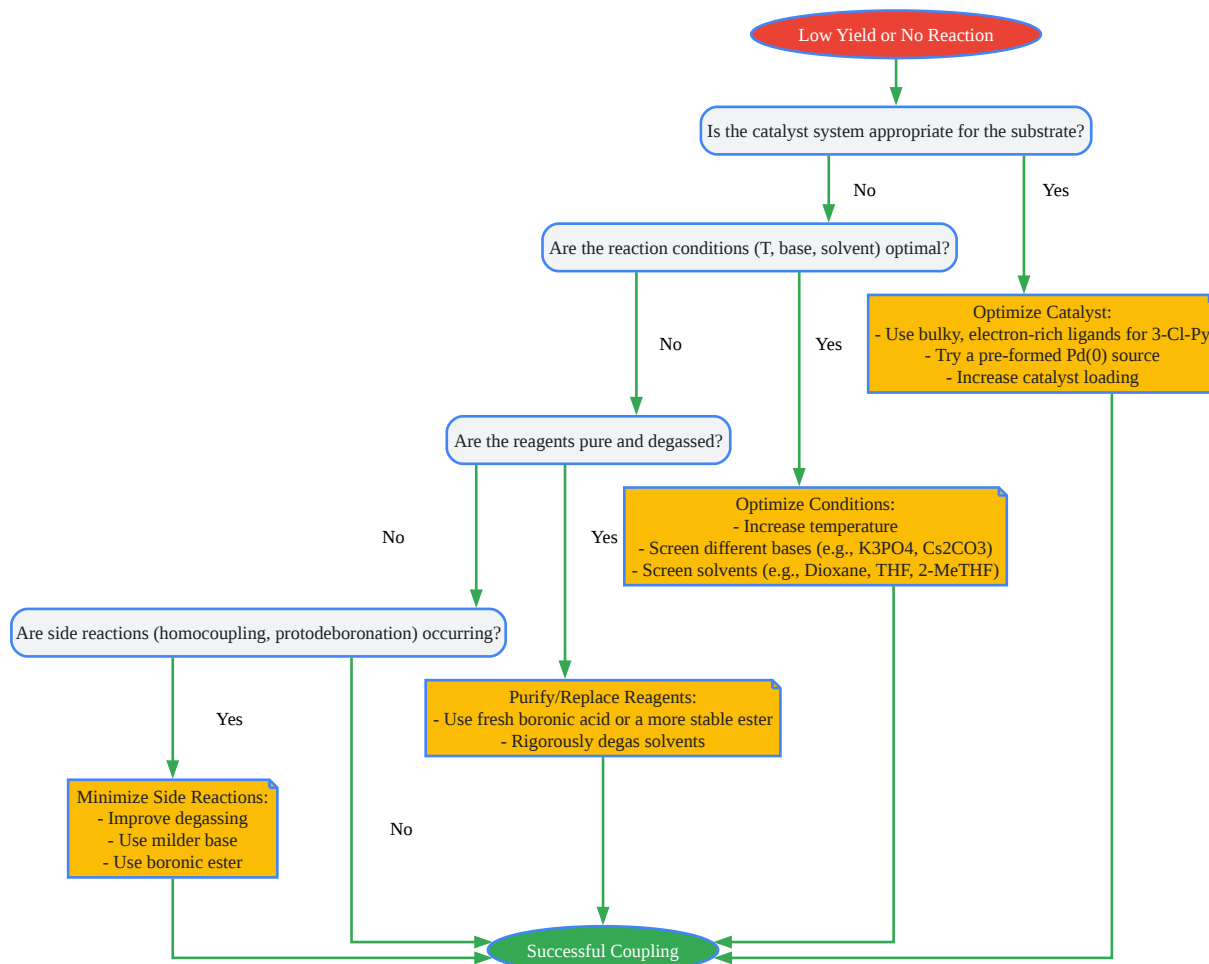 Low Yield or No Reaction
Is the catalyst system appropriate for the substrate?
No
Yes
Are the reaction conditions (T, base, solvent) optimal?
Optimize Catalyst:
- Use bulky, electron-rich ligands for 3-Cl-Py
- Try a pre-formed Pd(0) source
- Increase catalyst loading
No
Yes
Are the reagents pure and degassed?
Optimize Conditions:
- Increase temperature
- Screen different bases (e.g., K3PO4, Cs2CO3)
- Screen solvents (e.g., Dioxane, THF, 2-MeTHF)
No
Yes
Are side reactions (homocoupling, protodeboronation) occurring?
Purify/Replace Reagents:
- Use fresh boronic acid or a more stable ester
- Rigorously degas solvents
Yes
No
Minimize Side Reactions:
- Improve degassing
- Use milder base
- Use boronic ester
Successful Coupling